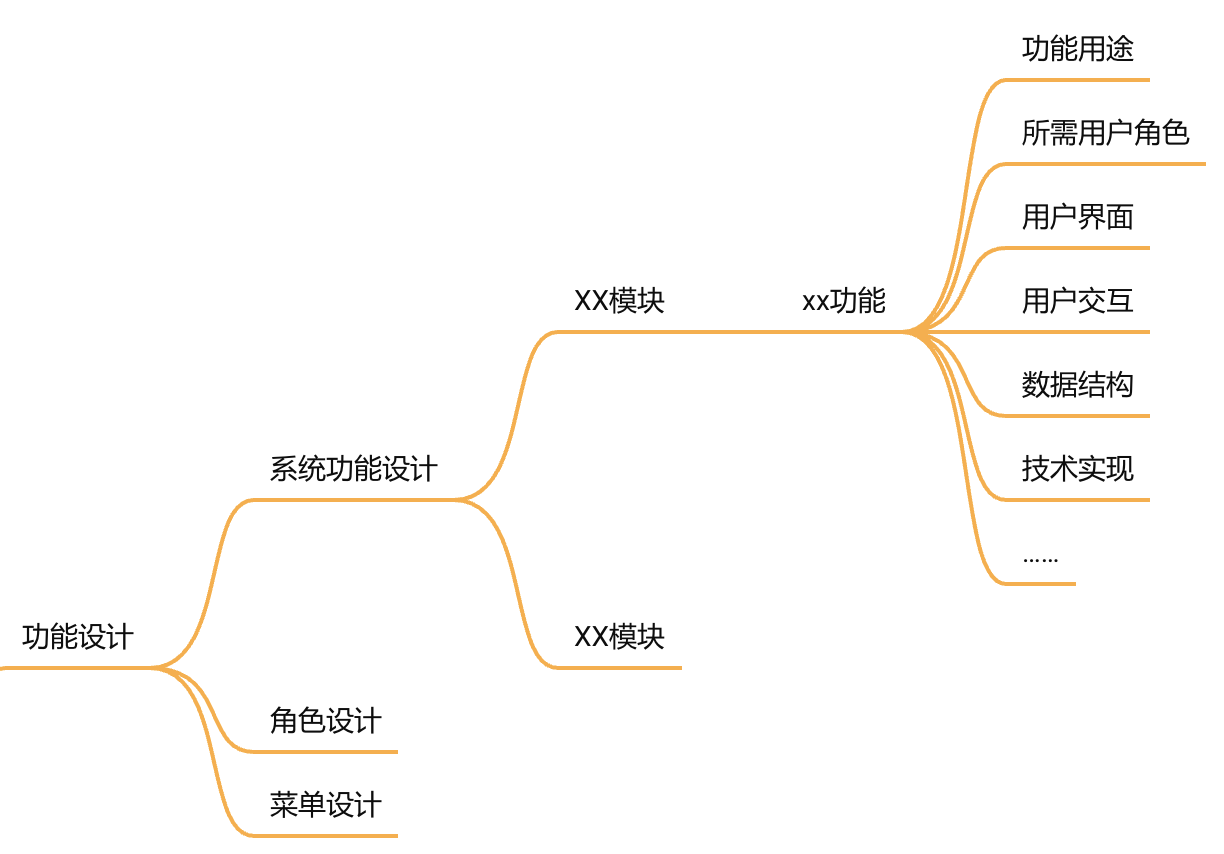 功能用途
所需用户角色
用户界面
XX模块
xx功能
用户交互
数据结构
系统功能设计
技术实现
……
功能设计
XX模块
角色设计
菜单设计